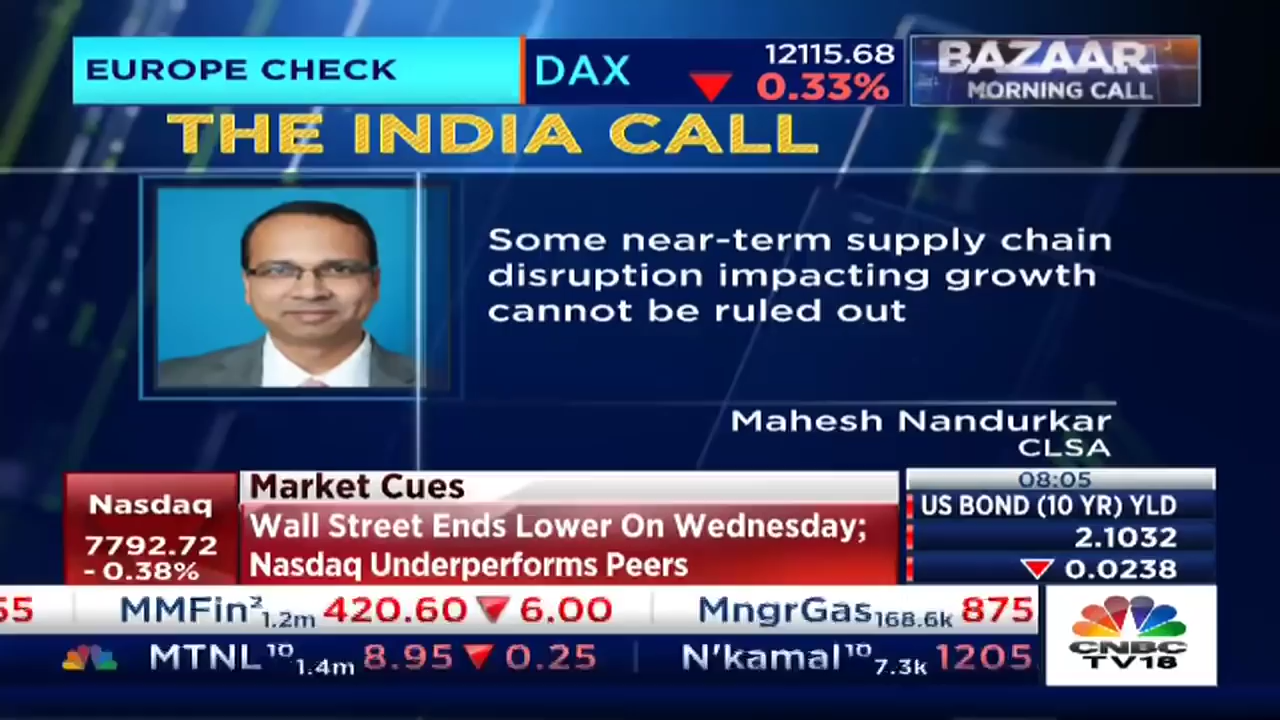 EUROPE CHECK
DAX
12115.68
▼ 0.33%
BAZAAR
MORNING CALL
THE INDIA CALL
Some near-term supply chain
disruption impacting growth
cannot be ruled out
Mahesh Nandurkar
CLSA
Nasdaq
7792.72
- 0.38%
Market Cues
Wall Street Ends Lower On Wednesday;
Nasdaq Underperforms Peers
08:05
US BOND (10 YR) YLD
2.1032
▼ 0.0238
55 MMFin² 1.2m 420.60 ▼ 6.00 MngrGas 168.6k 875
MTNL¹⁰ 1.4m 8.95 ▼ 0.25 N'kamal¹⁰ 7.3k 1205
CNBC
TV18